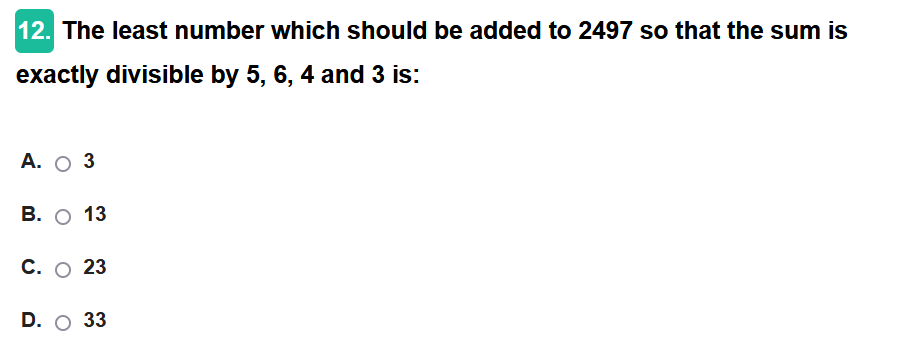 12. The least number which should be added to 2497 so that the sum is
exactly divisible by 5, 6, 4 and 3 is:
A. 3
B. 13
C. 23
D. 33